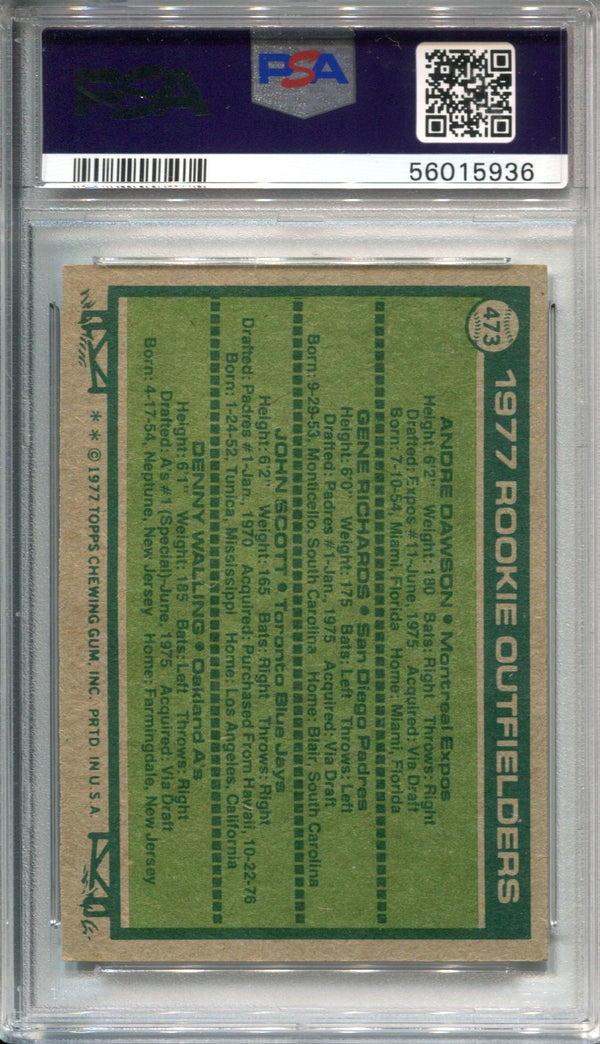 PSA
PSA
56015936
473
1977 ROOKIE OUTFIELDERS
ANDRE DAWSON • Montreal Expos
Height: 6'2" Weight: 180 Bats: Right Throws: Right
Drafted: Expos #11-June 1975 Acquired: Via Draft
Born: 7-10-54, Miami, Florida Home: Miami, Florida
GENE RICHARDS • San Diego Padres
Height: 6'0" Weight: 175 Bats: Left Throws: Left
Drafted: Padres #1-Jan. 1975 Acquired: Via Draft
Born: 9-29-53, Monticello, South Carolina Home: Blair, South Carolina
JOHN SCOTT • Toronto Blue Jays
Height: 6'2" Weight: 165 Bats: Right Throws: Right
Drafted: Padres #1-Jan. 1970 Acquired: Purchased From Hawaii, 10-22-76
Born: 1-24-52, Tunica, Mississippi Home: Los Angeles, California
DENNY WALLING • Oakland A's
Height: 6'1" Weight: 185 Bats: Left Throws: Right
Drafted: A's #1 (Special)-June, 1975 Acquired: Via Draft
Born: 4-17-54, Neptune, New Jersey Home: Farmingdale, New Jersey
* * © 1977 TOPPS CHEWING GUM, INC. PRTD. IN U.S.A.